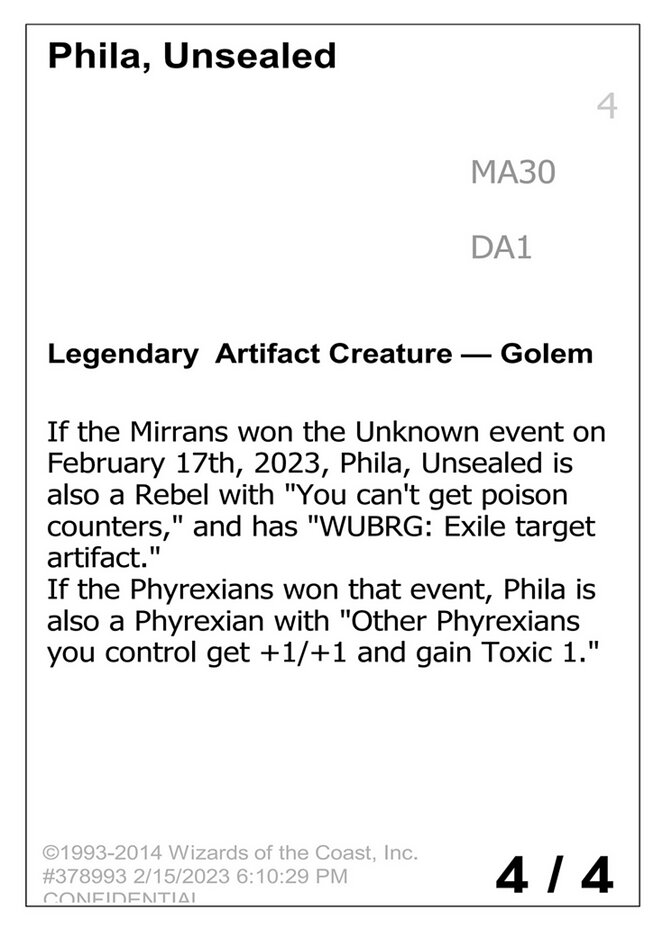 Phila, Unsealed
4
MA30
DA1
Legendary  Artifact Creature — Golem
If the Mirrans won the Unknown event on
February 17th, 2023, Phila, Unsealed is
also a Rebel with "You can't get poison
counters," and has "WUBRG: Exile target
artifact."
If the Phyrexians won that event, Phila is
also a Phyrexian with "Other Phyrexians
you control get +1/+1 and gain Toxic 1."
©1993-2014 Wizards of the Coast, Inc.
#378993 2/15/2023 6:10:29 PM
CONFIDENTIAL
4 / 4